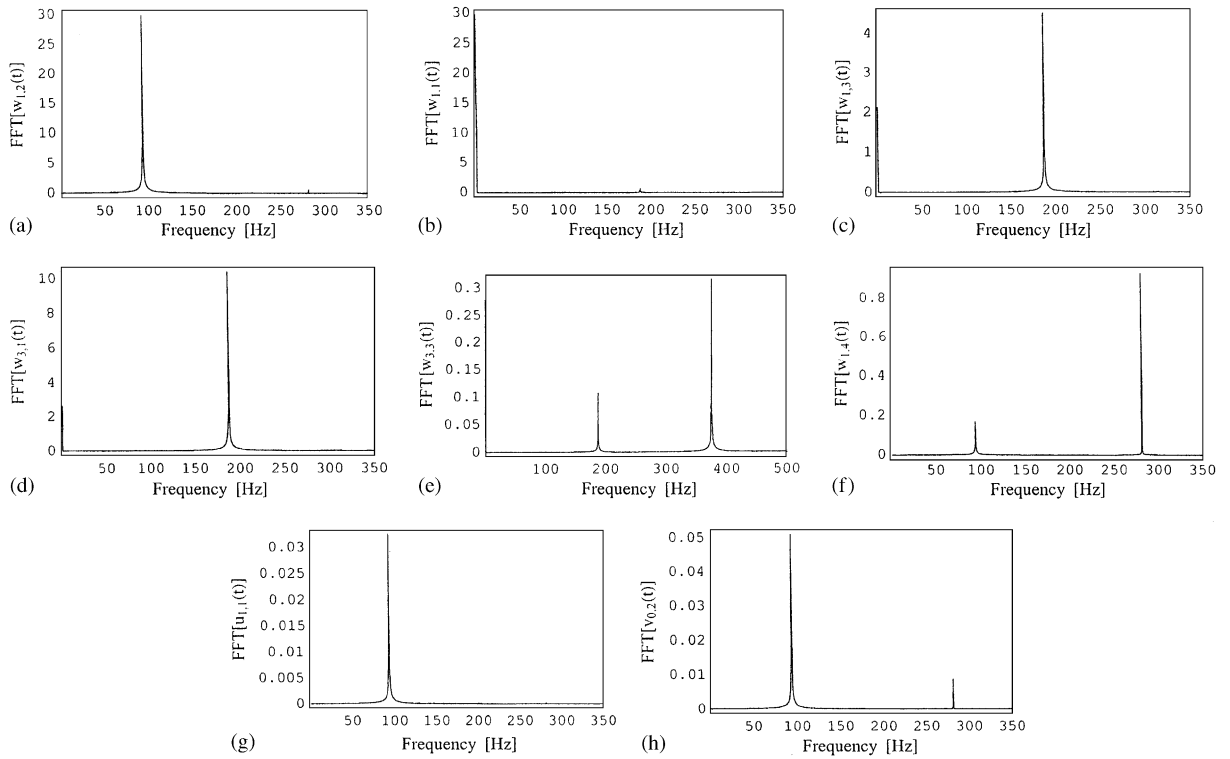 30
25
20
15
10
5
0
FFT[w1,2(t)]
50 100 150 200 250 300 350
(a) Frequency [Hz]
30
25
20
15
10
5
0
FFT[w1,1(t)]
50 100 150 200 250 300 350
(b) Frequency [Hz]
4
3
2
1
0
FFT[w1,3(t)]
50 100 150 200 250 300 350
(c) Frequency [Hz]
10
8
6
4
2
0
FFT[w3,1(t)]
50 100 150 200 250 300 350
(d) Frequency [Hz]
0.3
0.25
0.2
0.15
0.1
0.05
0
FFT[w3,3(t)]
100 200 300 400 500
(e) Frequency [Hz]
0.8
0.6
0.4
0.2
0
FFT[w1,4(t)]
50 100 150 200 250 300 350
(f) Frequency [Hz]
0.03
0.025
0.02
0.015
0.01
0.005
0
FFT[u1,1(t)]
50 100 150 200 250 300 350
(g) Frequency [Hz]
0.05
0.04
0.03
0.02
0.01
0
FFT[v0,2(t)]
50 100 150 200 250 300 350
(h) Frequency [Hz]